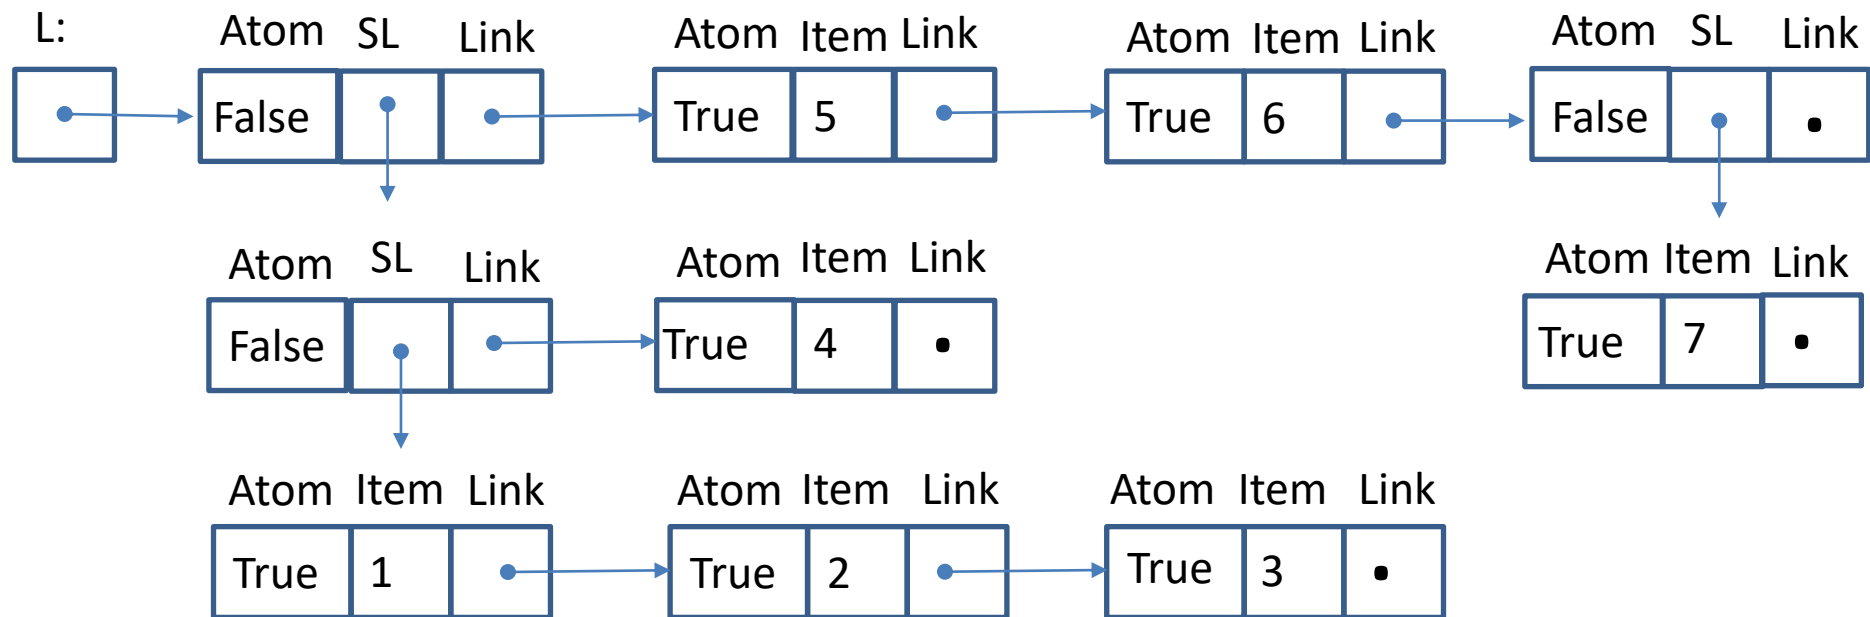 L:
Atom SL Link Atom Item Link Atom Item Link Atom SL Link
False True 5 True 6 False
Atom SL Link Atom Item Link Atom Item Link
False True 4 True 7
Atom Item Link Atom Item Link Atom Item Link
True 1 True 2 True 3